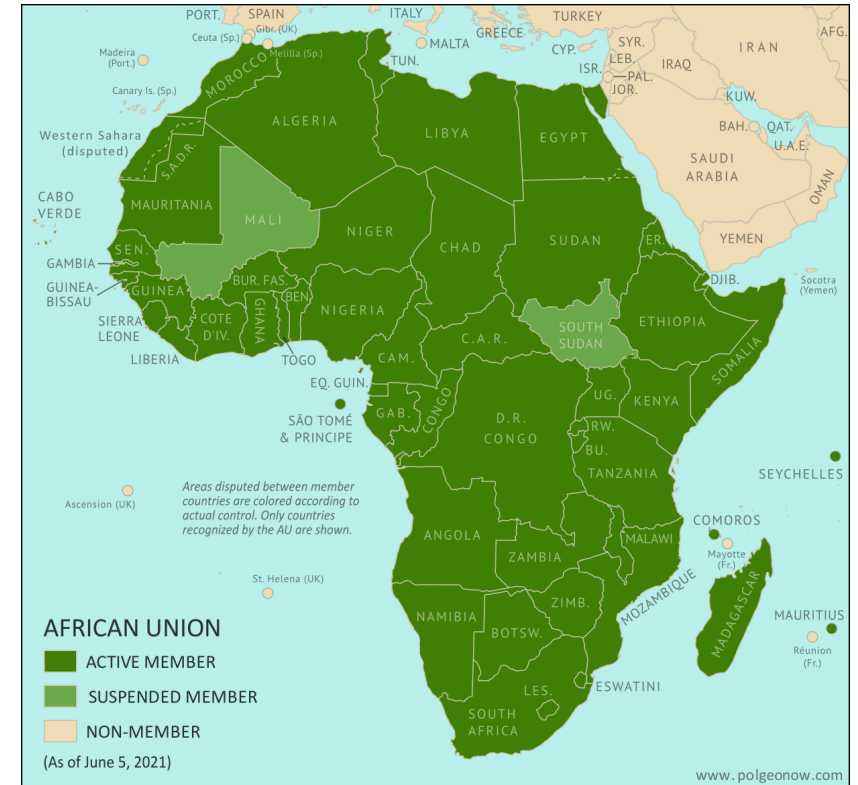 PORT.
SPAIN
ITALY
TURKEY
Ceuta (Sp.)
Gibr. (UK)
GREECE
Melilla (Sp.)
MALTA
CYP.
SYR.
LEB.
IRAQ
IRAN
AFG.
Madeira
(Port.)
TUN.
ISR.
PAL.
JOR.
Canary Is. (Sp.)
MOROCCO
KUW.
Western Sahara
(disputed)
ALGERIA
LIBYA
EGYPT
BAH.
QAT.
U.A.E.
S.A.D.R.
SAUDI
ARABIA
OMAN
CABO
VERDE
MAURITANIA
MALI
NIGER
CHAD
SUDAN
ER.
YEMEN
SEN.
GAMBIA
GUINEA-
BISSAU
GUINEA
BUR. FAS.
BEN.
NIGERIA
DJIB.
Socotra
(Yemen)
SIERRA
LEONE
COTE
D'IV.
GHANA
C.A.R.
SOUTH
SUDAN
ETHIOPIA
SOMALIA
LIBERIA
TOGO
CAM.
EQ. GUIN.
GAB.
CONGO
D.R.
CONGO
UG.
KENYA
SÃO TOMÉ
& PRINCIPE
RW.
BU.
TANZANIA
SEYCHELLES
Ascension (UK)
Areas disputed between member
countries are colored according to
actual control. Only countries
recognized by the AU are shown.
ANGOLA
ZAMBIA
MALAWI
COMOROS
Mayotte
(Fr.)
St. Helena (UK)
MOZAMBIQUE
MADAGASCAR
NAMIBIA
ZIMB.
BOTSW.
MAURITIUS
Réunion
(Fr.)
LES.
ESWATINI
SOUTH
AFRICA
AFRICAN UNION
ACTIVE MEMBER
SUSPENDED MEMBER
NON-MEMBER
(As of June 5, 2021)
www.polgeonow.com